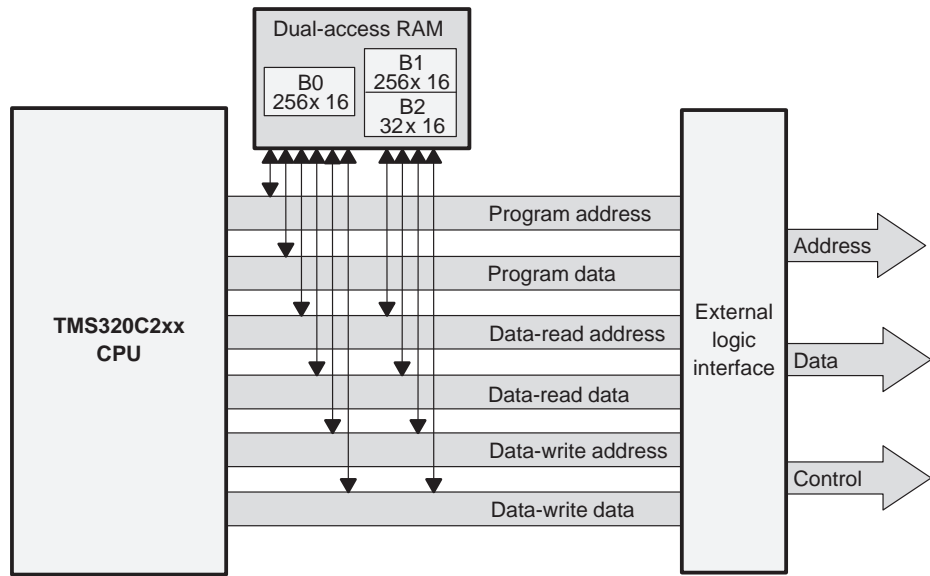 Dual-access RAM
B0
256x 16
B1
256x 16
B2
32x 16
TMS320C2xx
CPU
Program address
Program data
Data-read address
Data-read data
Data-write address
Data-write data
External
logic
interface
Address
Data
Control